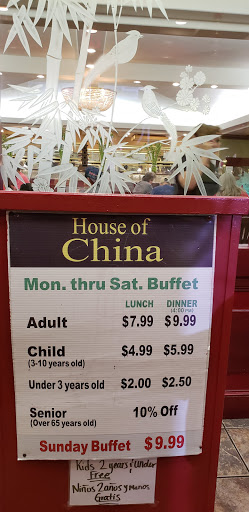 House of
China
Mon. thru Sat. Buffet
LUNCH DINNER
(4:00 PM)
Adult $7.99 $9.99
Child $4.99 $5.99
(3-10 years old)
Under 3 years old $2.00 $2.50
Senior 10% Off
(Over 65 years old)
Sunday Buffet $9.99
Kids 2 years & Under
Free
Niños 2 años y menos
Gratis